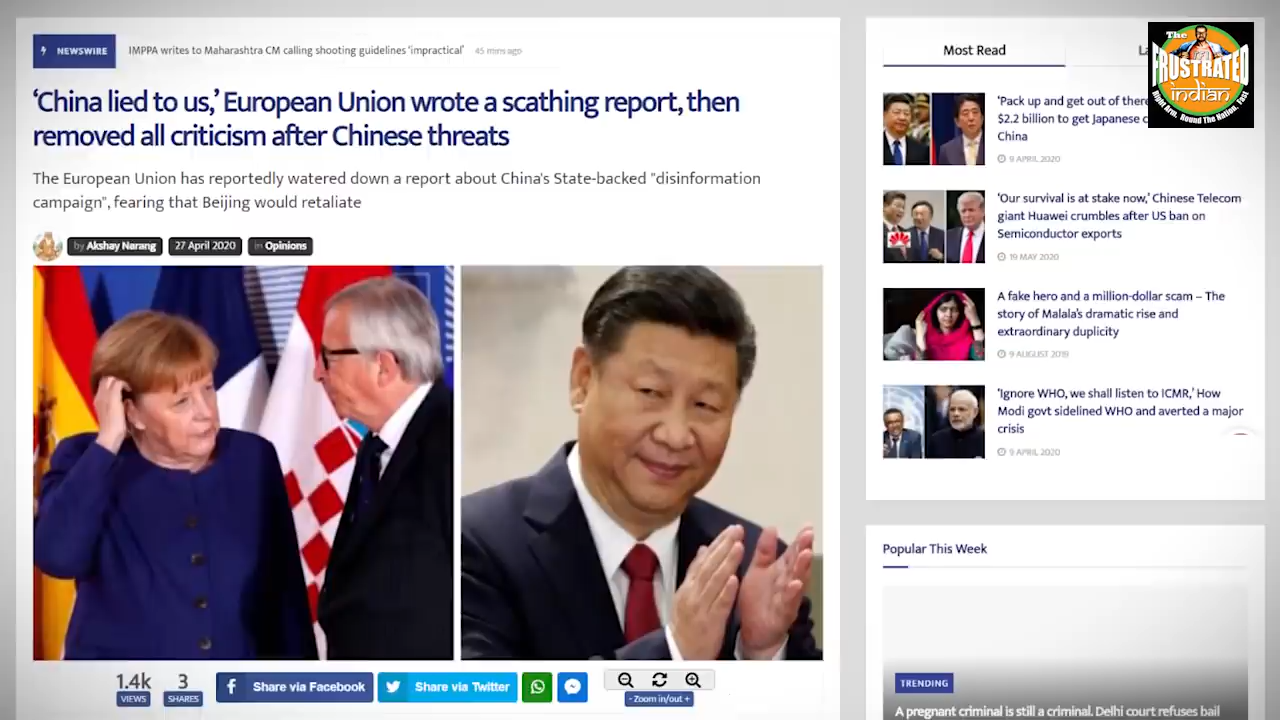 NEWSWIRE IMPPA writes to Maharashtra CM calling shooting guidelines ‘impractical’ 45 mins ago
‘China lied to us,’ European Union wrote a scathing report, then
removed all criticism after Chinese threats
The European Union has reportedly watered down a report about China's State-backed "disinformation
campaign", fearing that Beijing would retaliate
by Akshay Narang 27 April 2020 in Opinions
1.4k
VIEWS
3
SHARES
Share via Facebook
Share via Twitter
- Zoom in/out +
Most Read
The
FRUSTRATED
indian
Right Arm. Round The Nation. Fast
‘Pack up and get out of there
$2.2 billion to get Japanese c
China
9 APRIL 2020
‘Our survival is at stake now,’ Chinese Telecom
giant Huawei crumbles after US ban on
Semiconductor exports
19 MAY 2020
A fake hero and a million-dollar scam – The
story of Malala’s dramatic rise and
extraordinary duplicity
9 AUGUST 2019
‘Ignore WHO, we shall listen to ICMR,’ How
Modi govt sidelined WHO and averted a major
crisis
9 APRIL 2020
Popular This Week
TRENDING
A pregnant criminal is still a criminal. Delhi court refuses bail